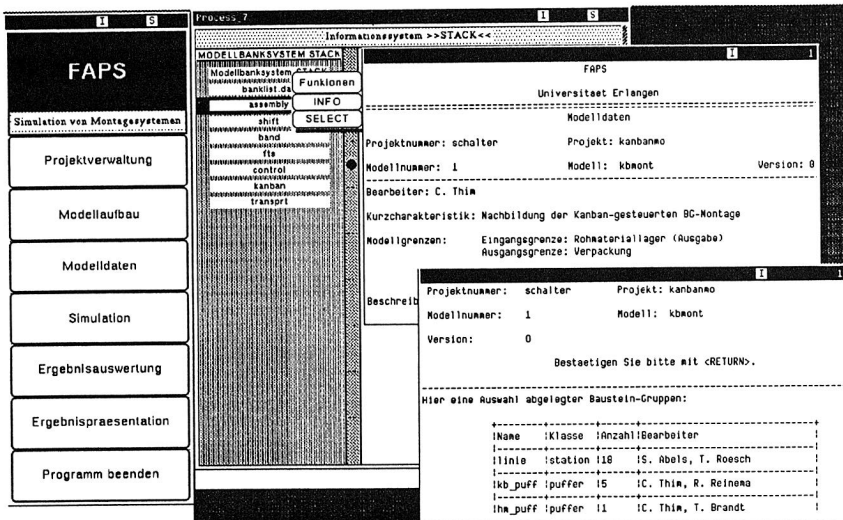 I S
FAPS
Simulation von Montagesystemen
Projektverwaltung
Modellaufbau
Modelldaten
Simulation
Ergebnisauswertung
Ergebnispraesentation
Programm beenden
Process_7 I S
Informationssystem >>STACK<<
MODELLBANKSYSTEM STACK
Modellbanksystem STACK
banklist.da
assembly
shift
band
fts
control
kanban
transprt
Funkionen
INFO
SELECT
I 1
FAPS
Universitaet Erlangen
Modelldaten
Projektnummer: schalter Projekt: kanbanmo
Modellnummer: 1 Modell: kbmont Version: 0
Bearbeiter: C. Thim
Kurzcharakteristik: Nachbildung der Kanban-gesteuerten BG-Montage
Modellgrenzen: Eingangsgrenze: Rohmateriallager (Ausgabe)
Ausgangsgrenze: Verpackung
Beschreib
I 1
Projektnummer: schalter Projekt: kanbanmo
Modellnummer: 1 Modell: kbmont
Version: 0
Bestaetigen Sie bitte mit <RETURN>.
Hier eine Auswahl abgelegter Baustein-Gruppen:
|Name |Klasse |Anzahl|Bearbeiter |
|linie |station |18 |S. Abels, T. Roesch |
|kb_puff |puffer |5 |C. Thim, R. Reinema |
|hm_puff |puffer |1 |C. Thim, T. Brandt |